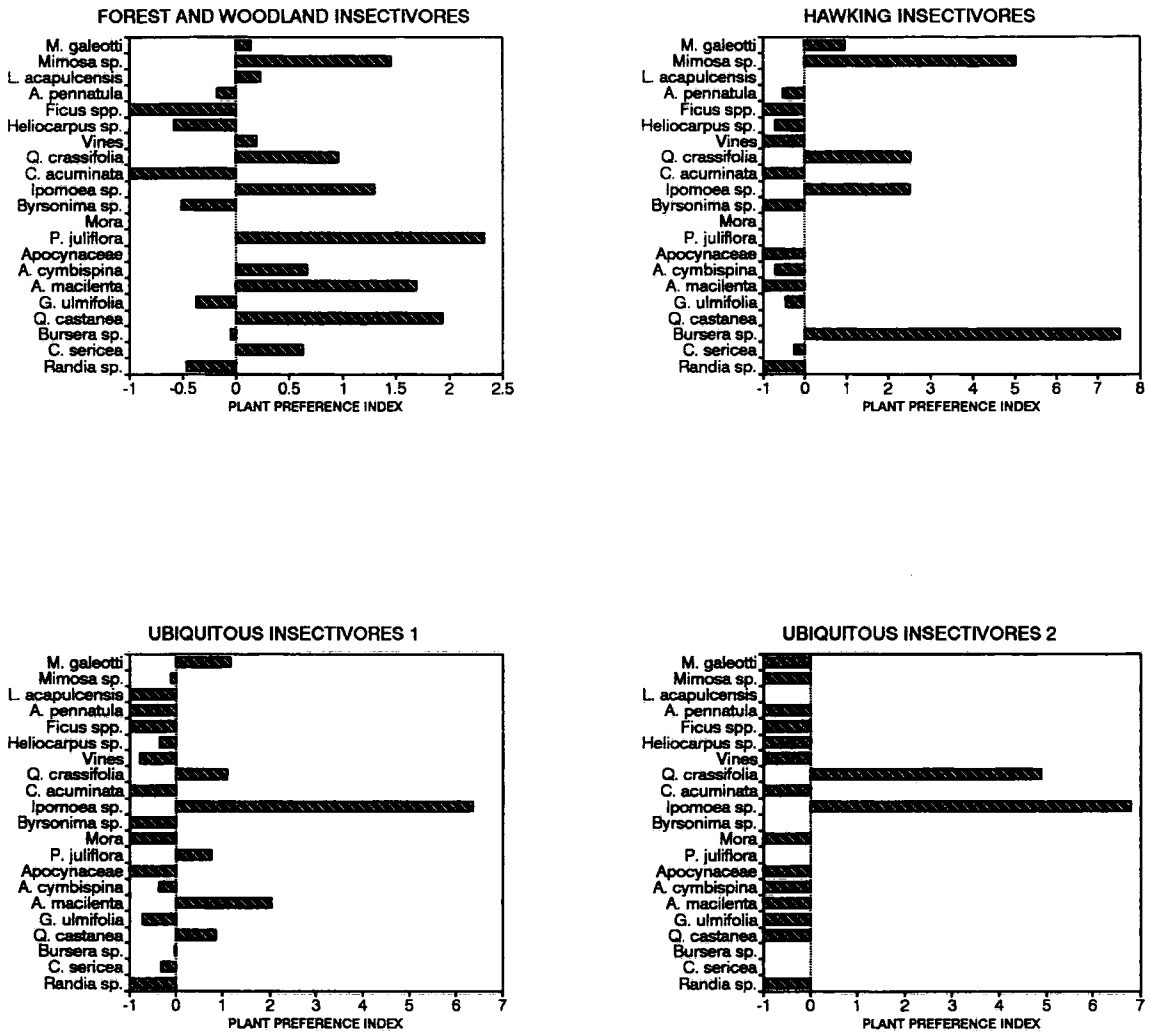 FOREST AND WOODLAND INSECTIVORES
M. galeotti
Mimosa sp.
L. acapulcensis
A. pennatula
Ficus spp.
Heliocarpus sp.
Vines
Q. crassifolia
C. acuminata
Ipomoea sp.
Byrsonima sp.
Mora
P. juliflora
Apocynaceae
A. cymbispina
A. macilenta
G. ulmifolia
Q. castanea
Bursera sp.
C. sericea
Randia sp.
-1 -0.5 0 0.5 1 1.5 2 2.5
PLANT PREFERENCE INDEX
HAWKING INSECTIVORES
M. galeotti
Mimosa sp.
L. acapulcensis
A. pennatula
Ficus spp.
Heliocarpus sp.
Vines
Q. crassifolia
C. acuminata
Ipomoea sp.
Byrsonima sp.
Mora
P. juliflora
Apocynaceae
A. cymbispina
A. macilenta
G. ulmifolia
Q. castanea
Bursera sp.
C. sericea
Randia sp.
-1 0 1 2 3 4 5 6 7 8
PLANT PREFERENCE INDEX
UBIQUITOUS INSECTIVORES 1
M. galeotti
Mimosa sp.
L. acapulcensis
A. pennatula
Ficus spp.
Heliocarpus sp.
Vines
Q. crassifolia
C. acuminata
Ipomoea sp.
Byrsonima sp.
Mora
P. juliflora
Apocynaceae
A. cymbispina
A. macilenta
G. ulmifolia
Q. castanea
Bursera sp.
C. sericea
Randia sp.
-1 0 1 2 3 4 5 6 7
PLANT PREFERENCE INDEX
UBIQUITOUS INSECTIVORES 2
M. galeotti
Mimosa sp.
L. acapulcensis
A. pennatula
Ficus spp.
Heliocarpus sp.
Vines
Q. crassifolia
C. acuminata
Ipomoea sp.
Byrsonima sp.
Mora
P. juliflora
Apocynaceae
A. cymbispina
A. macilenta
G. ulmifolia
Q. castanea
Bursera sp.
C. sericea
Randia sp.
-1 0 1 2 3 4 5 6 7
PLANT PREFERENCE INDEX